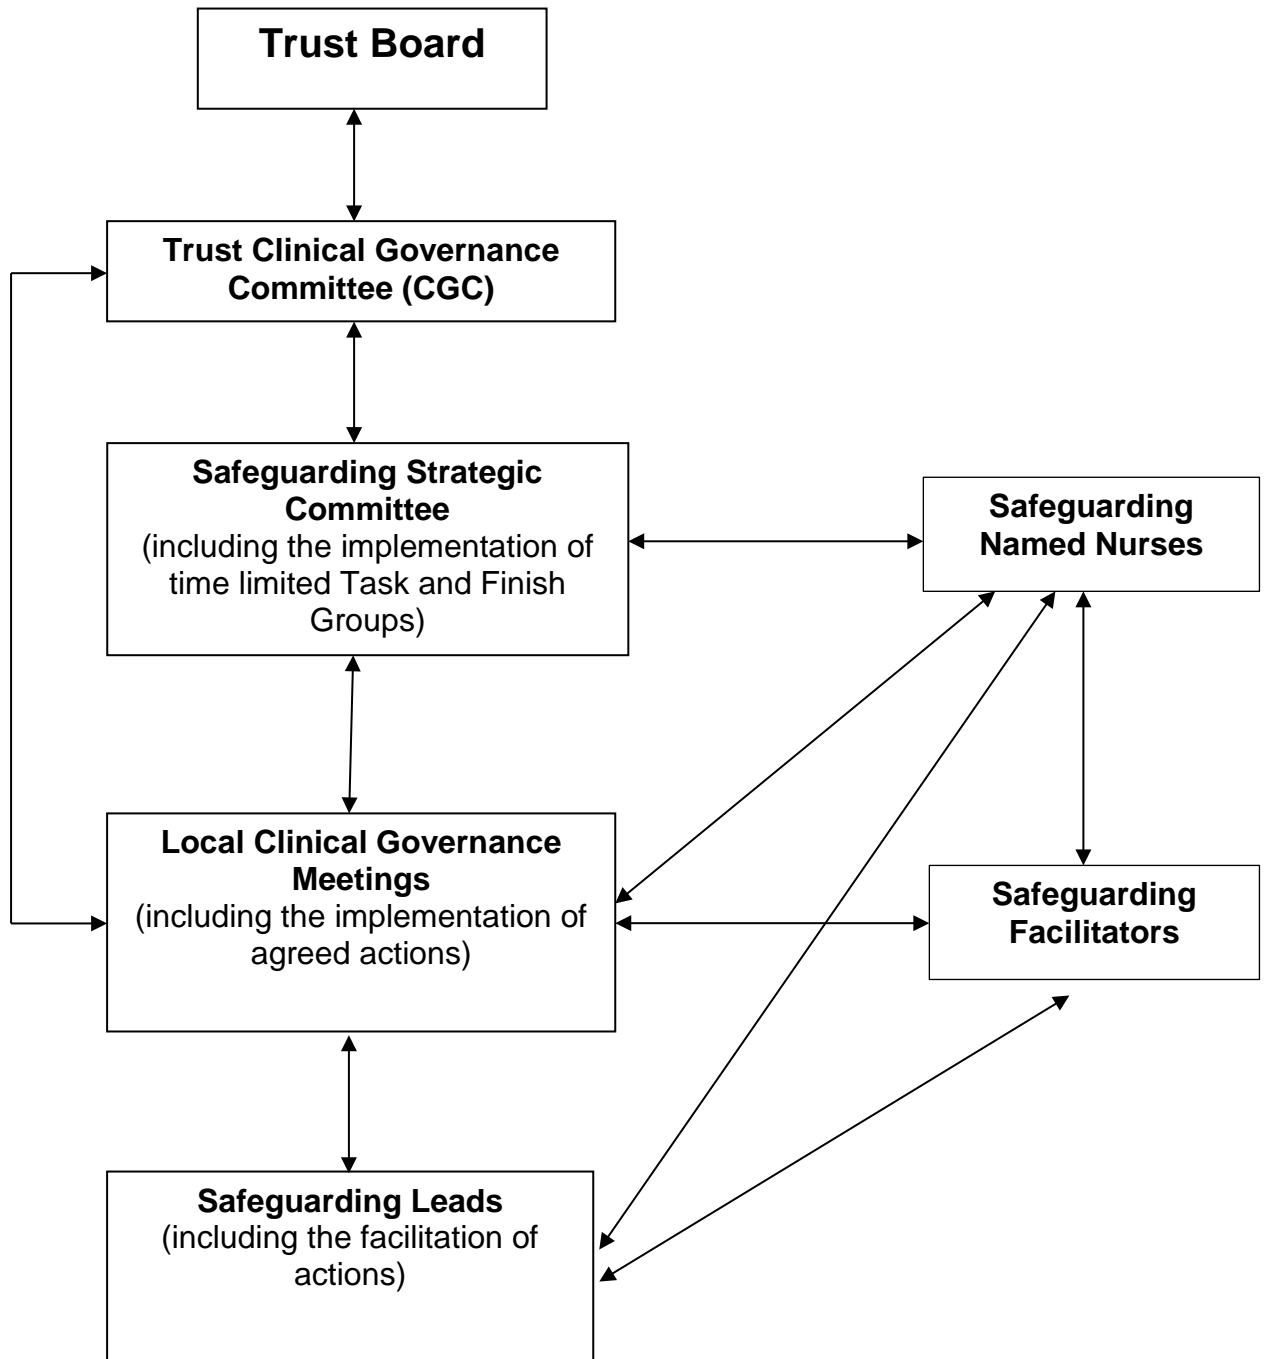 Trust Board
Trust Clinical Governance
Committee (CGC)
Safeguarding Strategic
Committee
(including the implementation of
time limited Task and Finish
Groups)
Safeguarding
Named Nurses
Local Clinical Governance
Meetings
(including the implementation of
agreed actions)
Safeguarding
Facilitators
Safeguarding Leads
(including the facilitation of
actions)